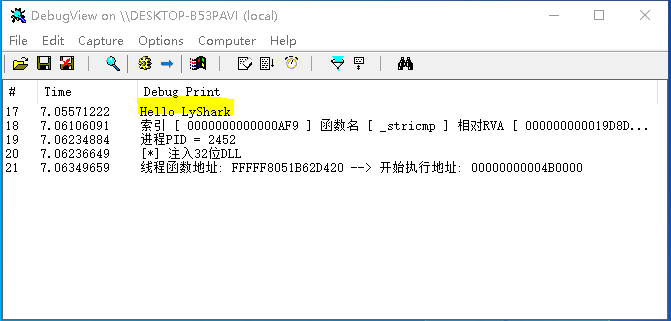 DebugView on \\DESKTOP-B53PAVI (local)
File Edit Capture Options Computer Help
# Time Debug Print
17 7.05571222 Hello LyShark
18 7.06106091 索引 [ 0000000000000AF9 ] 函数名 [ _stricmp ] 相对RVA [ 000000000019D8D...
19 7.06234884 进程PID = 2452
20 7.06236649 [*] 注入32位DLL
21 7.06349659 线程函数地址: FFFFF8051B62D420 --> 开始执行地址: 00000000004B0000